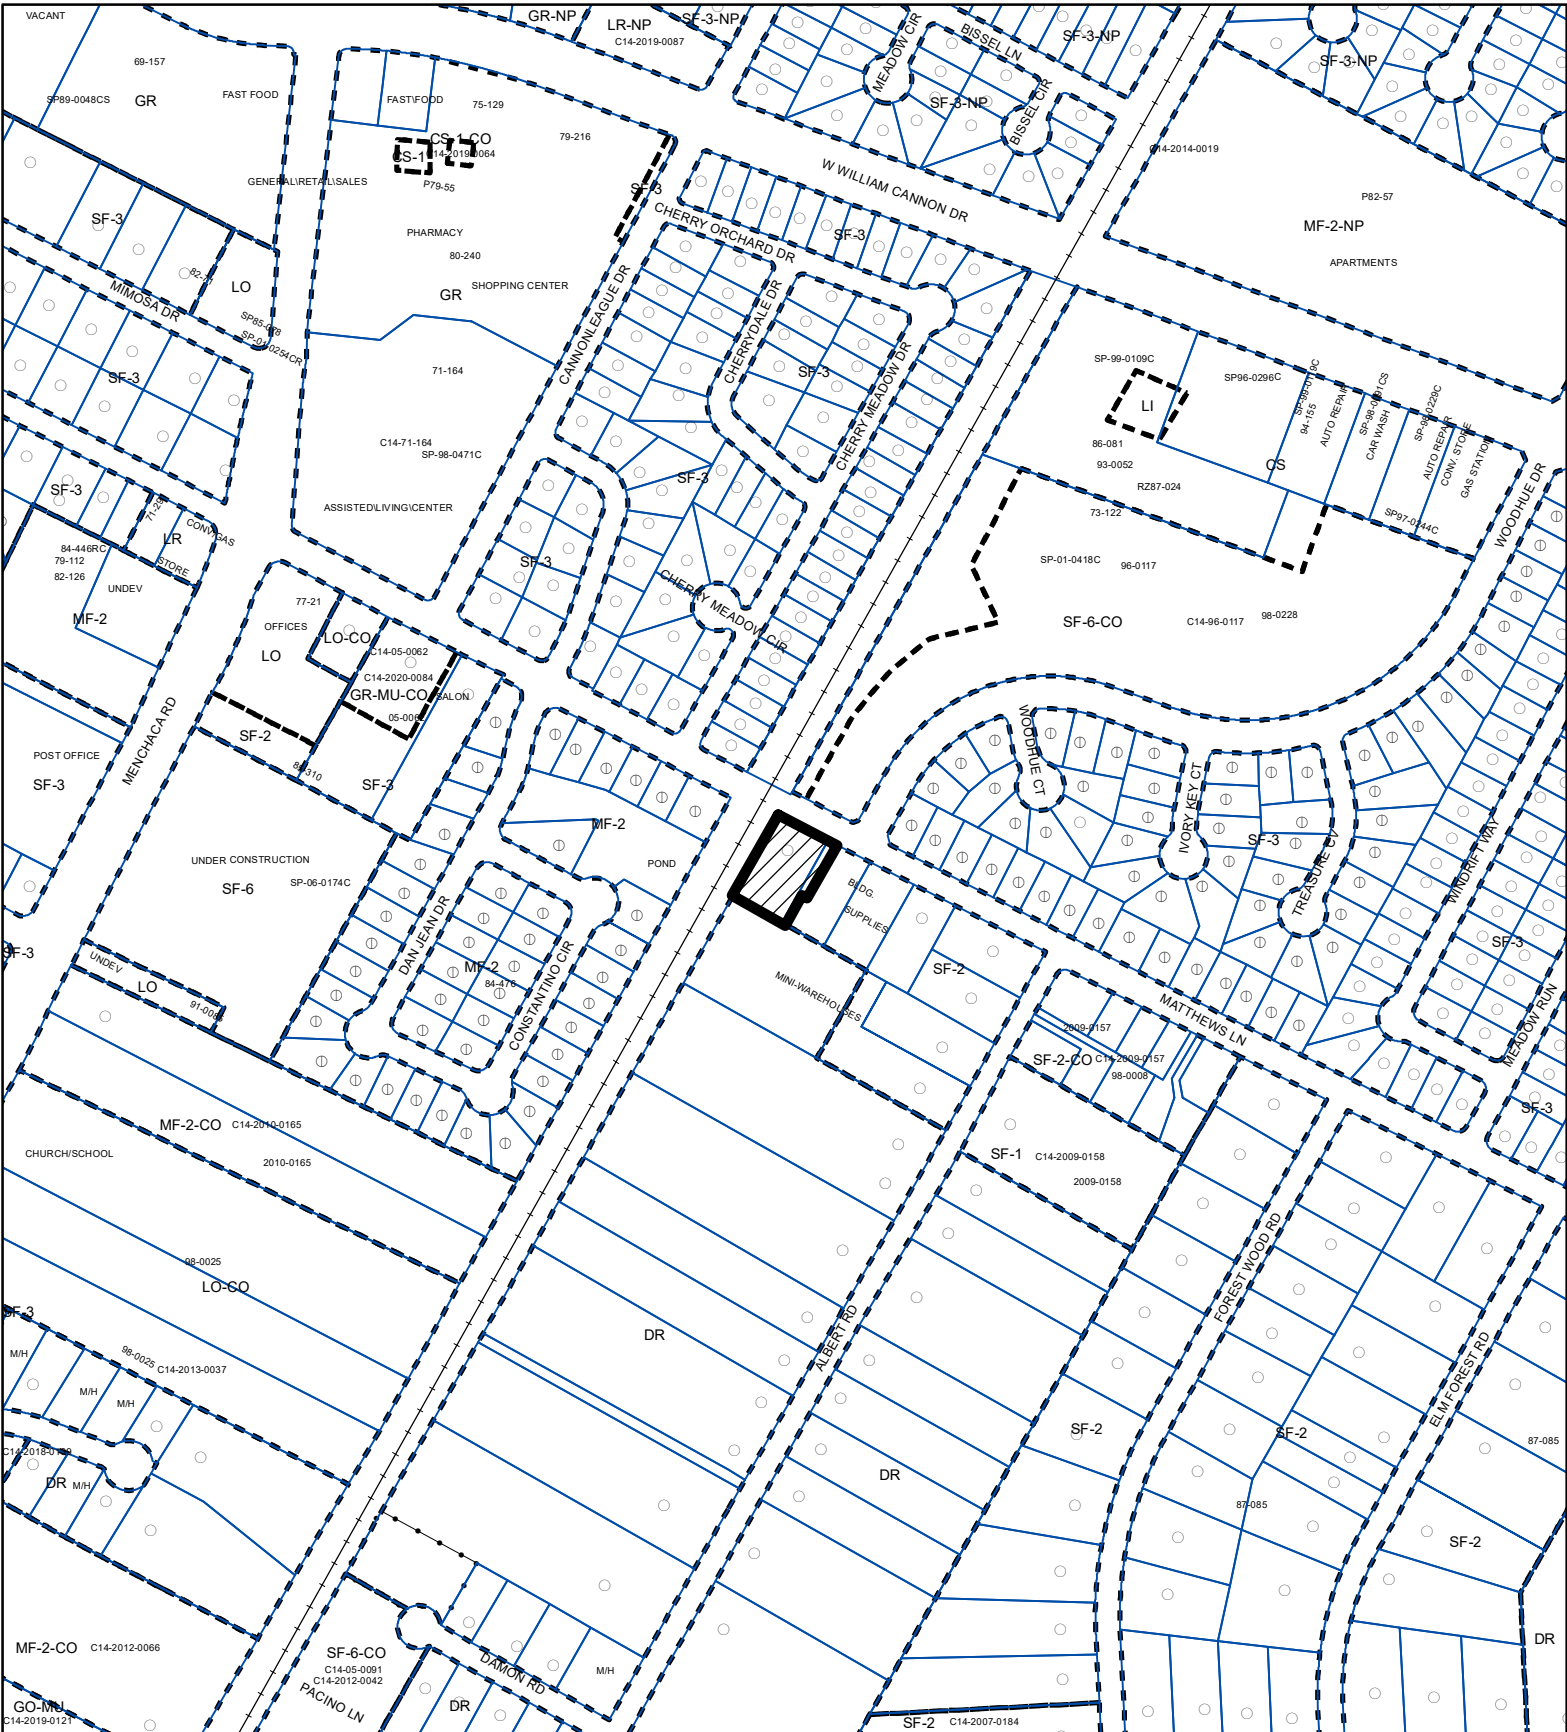 VACANT
GR-NP
LR-NP
C14-2019-0087
SF-3-NP
MEADOW CIR
BISSEL LN
SF-3-NP
SF-3-NP
69-157
SP89-0048CS
GR
FAST FOOD
FAST\FOOD
75-129
79-216
CS-1-CO
C14-2019-0064
CS-1
P79-55
SF-3-NP
BISSEL CIR
C14-2014-0019
P82-57
MF-2-NP
APARTMENTS
GENERAL\RETAIL\SALES
SF-3
W WILLIAM CANNON DR
CHERRY ORCHARD DR
SF-3
SF-3
PHARMACY
80-240
SHOPPING CENTER
GR
LO
MIMOSA DR
SP-01-0254CR
SF-3
71-164
CANNONLEAGUE DR
CHERRYDALE DR
SF-3
CHERRY MEADOW DR
SP-99-0109C
LI
SP96-0296C
94-155
AUTO REPAIR
CAR WASH
AUTO REPAIR
CONV. STORE
GAS STATION
86-081
93-0052
CS
RZ87-024
73-122
SP97-0244C
WOODHUE DR
C14-71-164
SP-98-0471C
SF-3
ASSISTED\LIVING\CENTER
SF-3
LR
CONV/GAS
STORE
84-446RC
79-112
82-126
UNDEV
MF-2
SF-3
CHERRY MEADOW CIR
SP-01-0418C
96-0117
SF-6-CO
C14-96-0117
98-0228
77-21
OFFICES
LO
LO-CO
C14-05-0062
C14-2020-0084
GR-MU-CO
SALON
SF-2
SF-3
MENCHACA RD
POST OFFICE
SF-3
MF-2
POND
WOODHUE CT
IVORY KEY CT
SF-3
TREASURE CV
WINDRIFT WAY
UNDER CONSTRUCTION
SF-6
SP-06-0174C
BLDG.
SUPPLIES
SF-3
UNDEV
LO
DAN JEAN DR
MF-2
84-476
CONSTANTINO CIR
MINI-WAREHOUSES
SF-2
MATTHEWS LN
SF-3
MEADOW RUN
2009-0157
SF-2-CO
C14-2009-0157
98-0008
SF-3
MF-2-CO
C14-2010-0165
2010-0165
CHURCH/SCHOOL
SF-1
C14-2009-0158
2009-0158
98-0025
LO-CO
SF-3
FOREST WOOD RD
DR
ALBERT RD
M/H
98-0025
C14-2013-0037
M/H
M/H
ELM FOREST RD
SF-2
SF-2
87-085
DR
M/H
DR
87-085
SF-2
MF-2-CO
C14-2012-0066
SF-6-CO
C14-05-0091
C14-2012-0042
PACINO LN
DAMON RD
M/H
DR
DR
GO-MU
C14-2019-0121
SF-2
C14-2007-0184